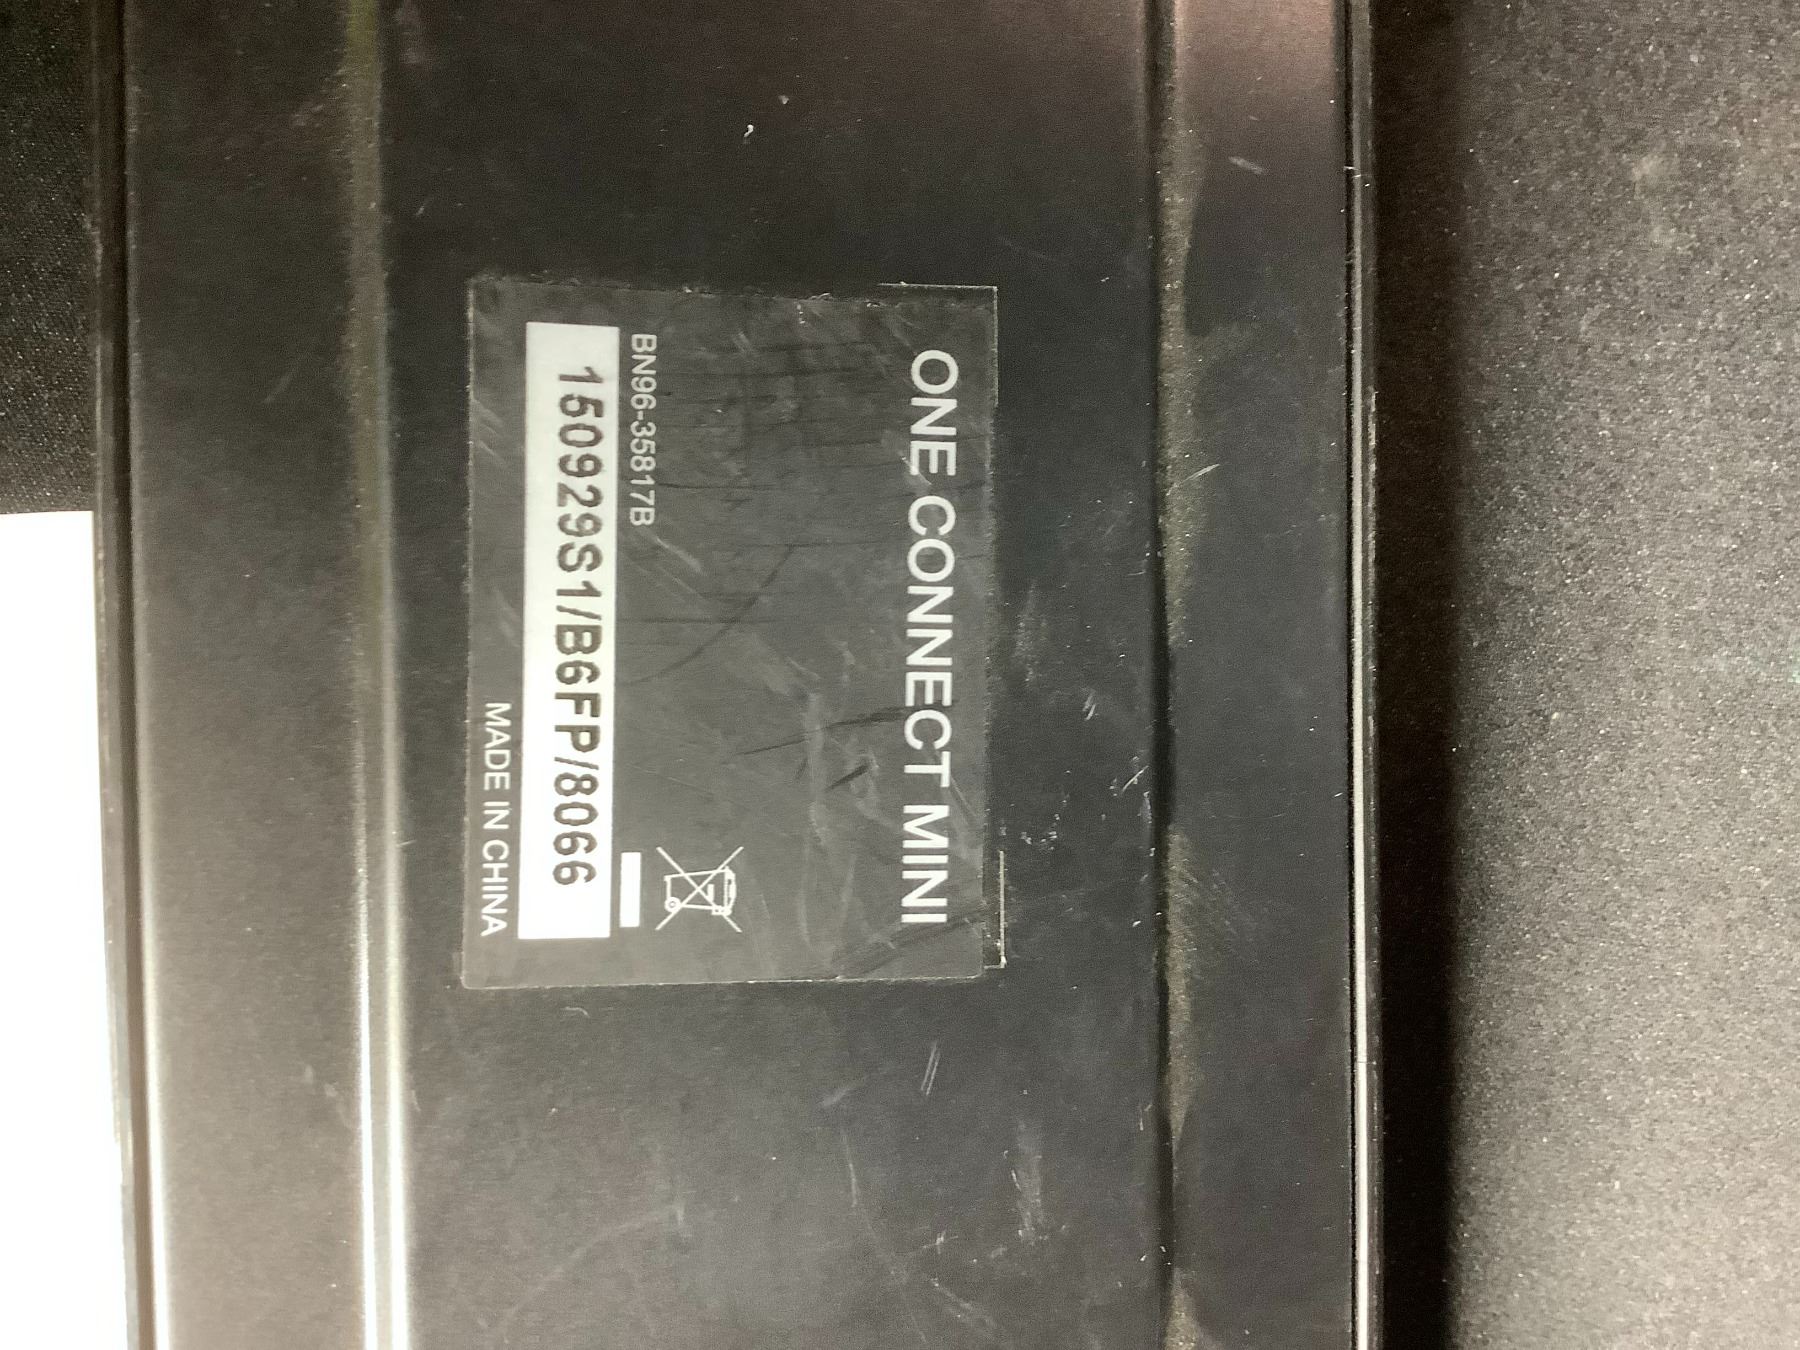 ONE CONNECT MINI
BN96-35817B
150929S1/B6FP/8066
MADE IN CHINA